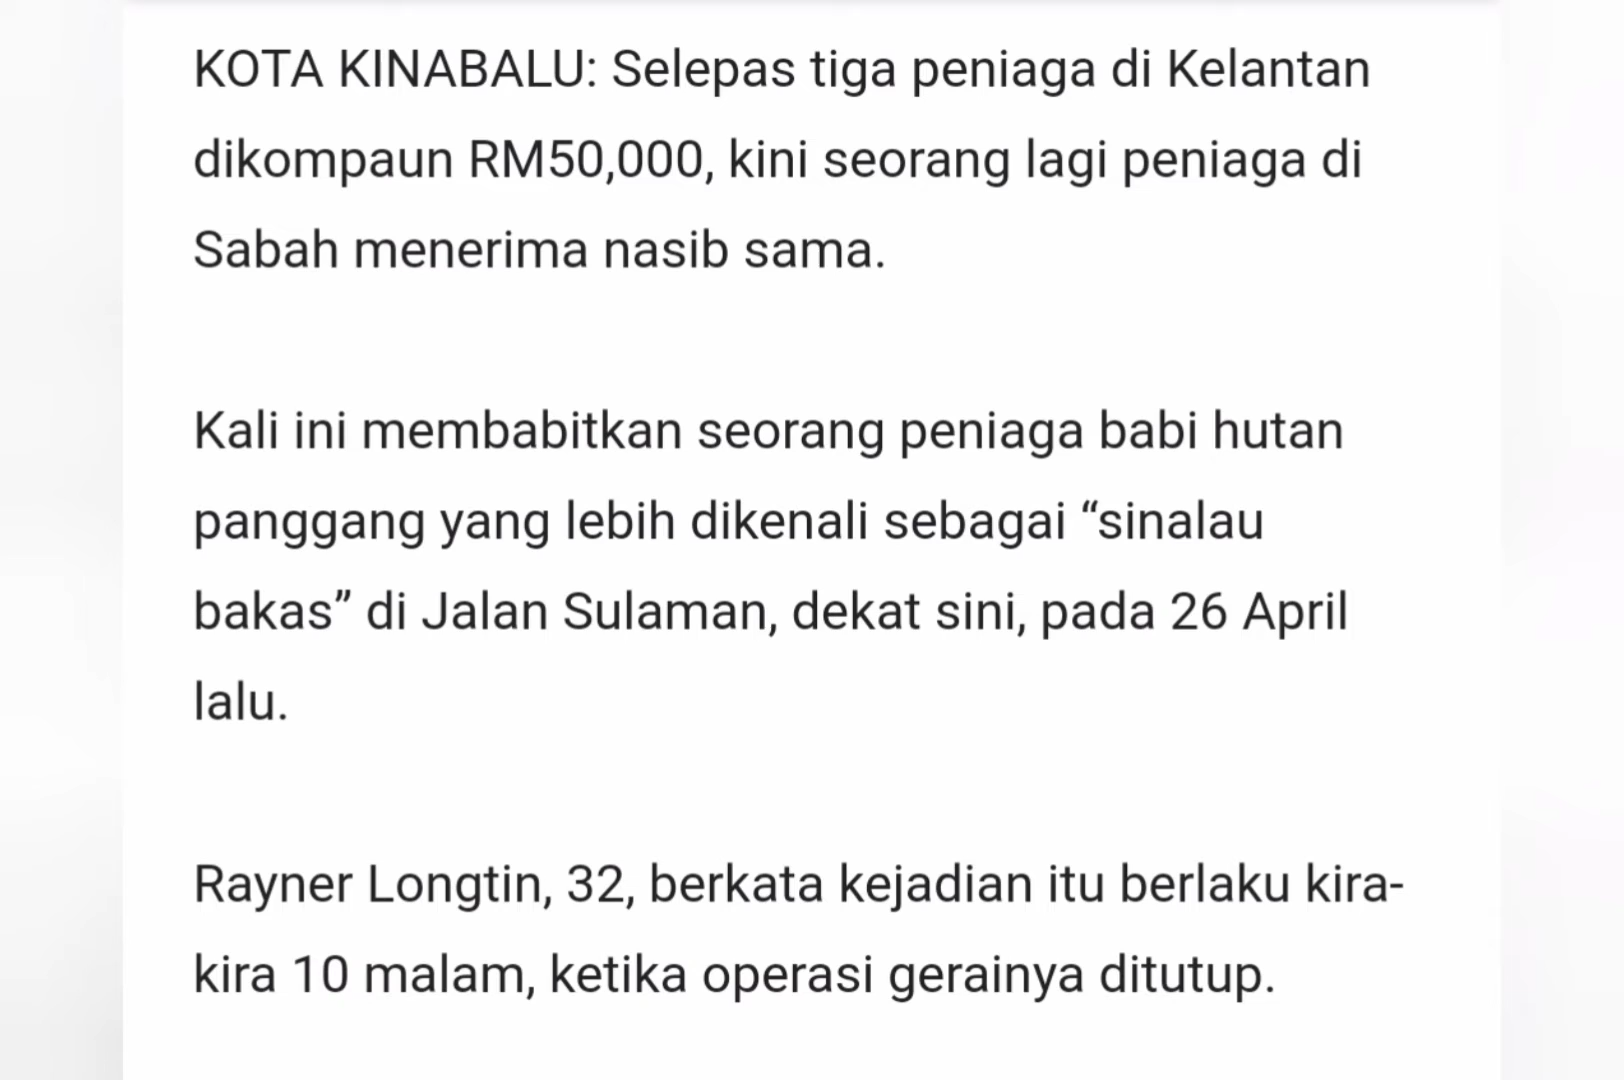 KOTA KINABALU: Selepas tiga peniaga di Kelantan
dikompaun RM50,000, kini seorang lagi peniaga di
Sabah menerima nasib sama.
Kali ini membabitkan seorang peniaga babi hutan
panggang yang lebih dikenali sebagai “sinalau
bakas” di Jalan Sulaman, dekat sini, pada 26 April
lalu.
Rayner Longtin, 32, berkata kejadian itu berlaku kira-
kira 10 malam, ketika operasi gerainya ditutup.